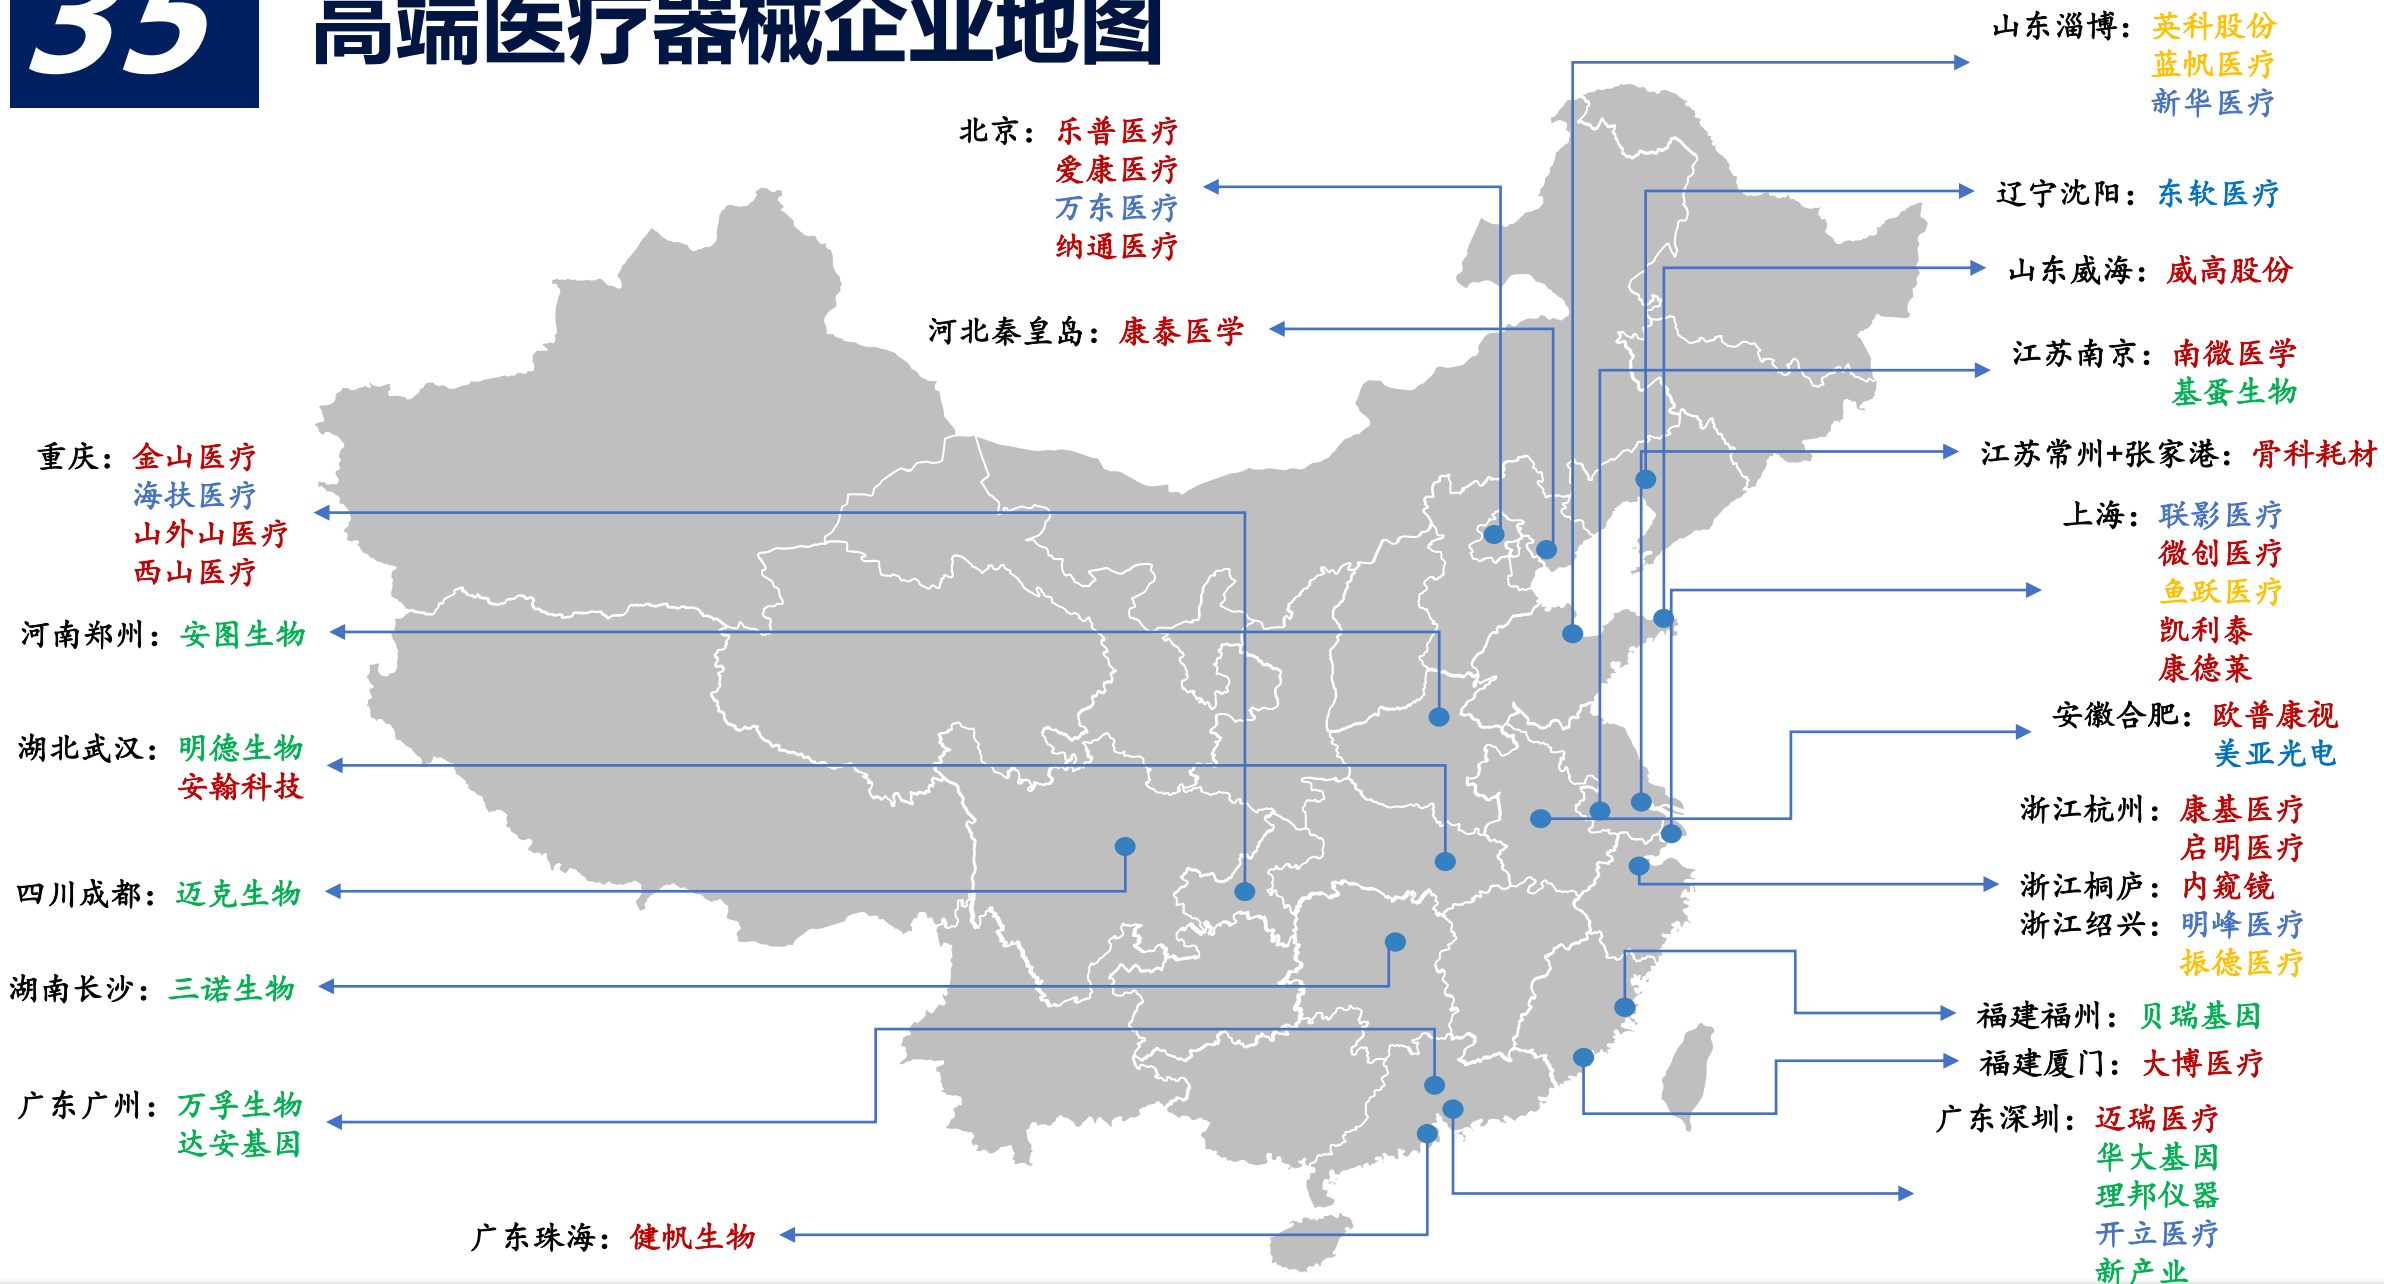 35
高端医疗器械企业地图
山东淄博：英科股份
蓝帆医疗
新华医疗
北京：乐普医疗
爱康医疗
万东医疗
纳通医疗
辽宁沈阳：东软医疗
山东威海：威高股份
河北秦皇岛：康泰医学
江苏南京：南微医学
基蛋生物
江苏常州+张家港：骨科耗材
重庆：金山医疗
海扶医疗
山外山医疗
西山医疗
上海：联影医疗
微创医疗
鱼跃医疗
凯利泰
康德莱
河南郑州：安图生物
安徽合肥：欧普康视
美亚光电
湖北武汉：明德生物
安翰科技
浙江杭州：康基医疗
启明医疗
浙江桐庐：内窥镜
浙江绍兴：明峰医疗
振德医疗
四川成都：迈克生物
湖南长沙：三诺生物
福建福州：贝瑞基因
福建厦门：大博医疗
广东广州：万孚生物
达安基因
广东深圳：迈瑞医疗
华大基因
理邦仪器
开立医疗
新产业
广东珠海：健帆生物